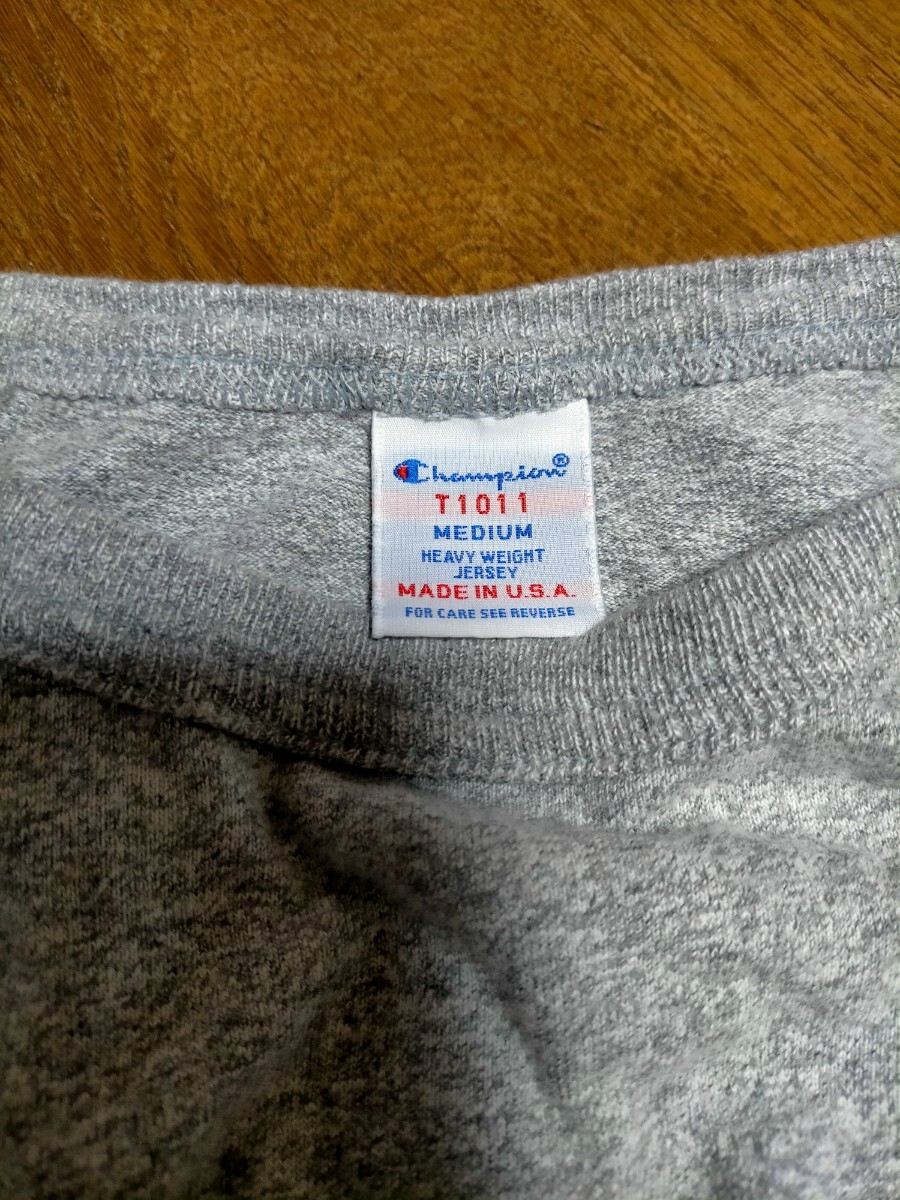 Champion®
T1011
MEDIUM
HEAVY WEIGHT
JERSEY
MADE IN U.S.A.
FOR CARE SEE REVERSE